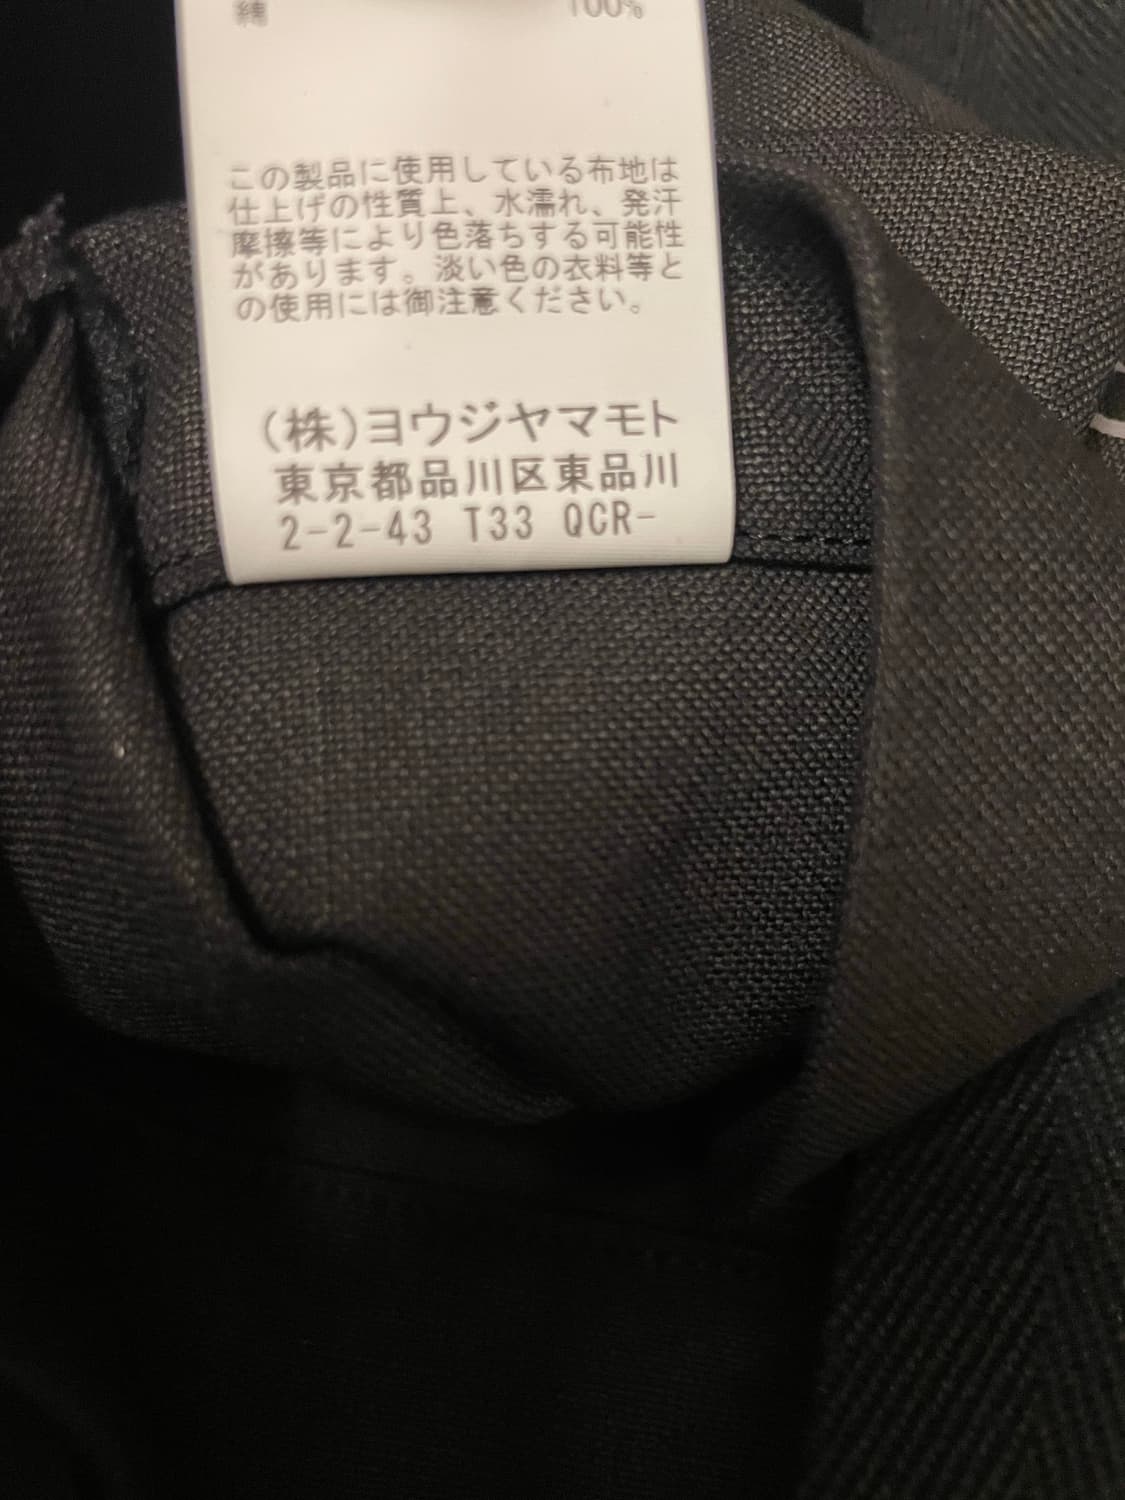 綿 100%
この製品に使用している布地は
仕上げの性質上、水濡れ、発汗
摩擦等により色落ちする可能性
があります。淡い色の衣料等と
の使用には御注意ください。
(株)ヨウジヤマモト
東京都品川区東品川
2-2-43 T33 QCR-